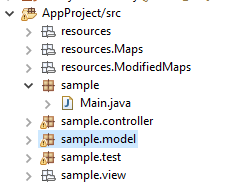 AppProject/src
resources
resources.Maps
resources.ModifiedMaps
sample
Main.java
sample.controller
sample.model
sample.test
sample.view